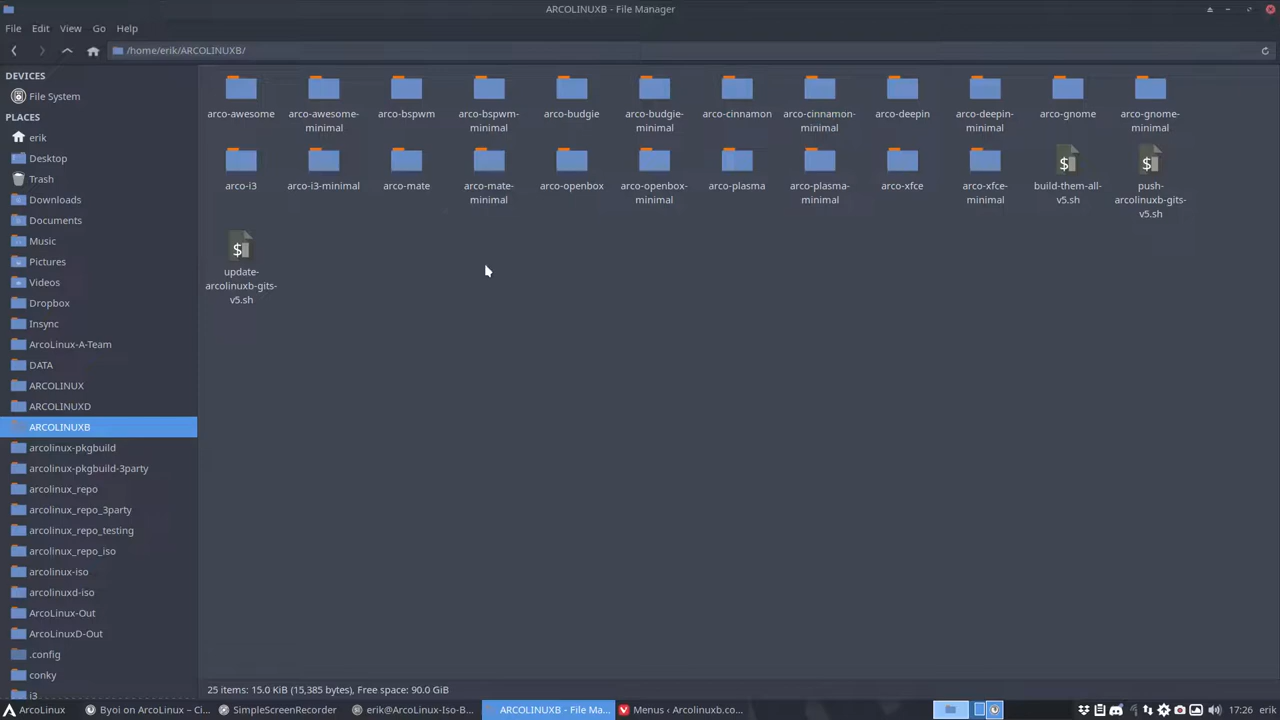 ARCOLINUXB - File Manager
File Edit View Go Help
/home/erik/ARCOLINUXB/
DEVICES
File System
PLACES
erik
Desktop
Trash
Downloads
Documents
Music
Pictures
Videos
Dropbox
Insync
ArcoLinux-A-Team
DATA
ARCOLINUX
ARCOLINUXD
ARCOLINUXB
arcolinux-pkgbuild
arcolinux-pkgbuild-3party
arcolinux_repo
arcolinux_repo_3party
arcolinux_repo_testing
arcolinux_repo_iso
arcolinux-iso
arcolinuxd-iso
ArcoLinux-Out
ArcoLinuxD-Out
.config
conky
i3
arco-awesome
arco-awesome-
minimal
arco-bspwm
arco-bspwm-
minimal
arco-budgie
arco-budgie-
minimal
arco-cinnamon
arco-cinnamon-
minimal
arco-deepin
arco-deepin-
minimal
arco-gnome
arco-gnome-
minimal
arco-i3
arco-i3-minimal
arco-mate
arco-mate-
minimal
arco-openbox
arco-openbox-
minimal
arco-plasma
arco-plasma-
minimal
arco-xfce
arco-xfce-
minimal
build-them-all-
v5.sh
push-
arcolinuxb-gits-
v5.sh
update-
arcolinuxb-gits-
v5.sh
25 items: 15.0 KiB (15,385 bytes), Free space: 90.0 GiB
ArcoLinux
Byoi on ArcoLinux – Ci...
SimpleScreenRecorder
erik@ArcoLinux-Iso-B...
ARCOLINUXB - File Ma...
Menus ‹ Arcolinuxb.co...
17:26 erik